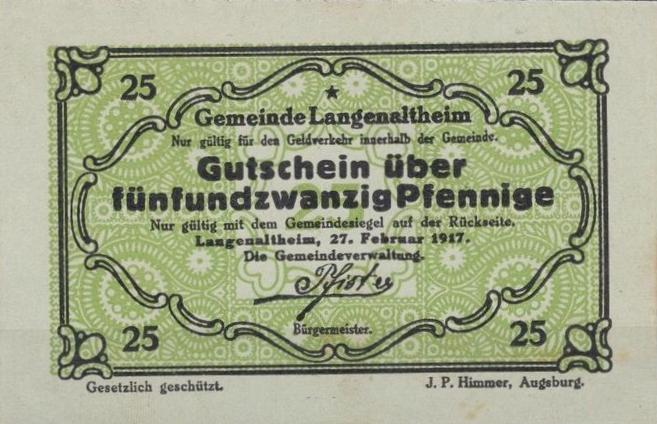 25 25
Gemeinde Langenaltheim
Nur gültig für den Geldverkehr innerhalb der Gemeinde.
Gutschein über
fünfundzwanzig Pfennige
Nur gültig mit dem Gemeindesiegel auf der Rückseite.
Langenaltheim, 27. Februar 1917.
Die Gemeindeverwaltung.
Pfister
Bürgermeister.
25 25
Gesetzlich geschützt. J. P. Himmer, Augsburg.